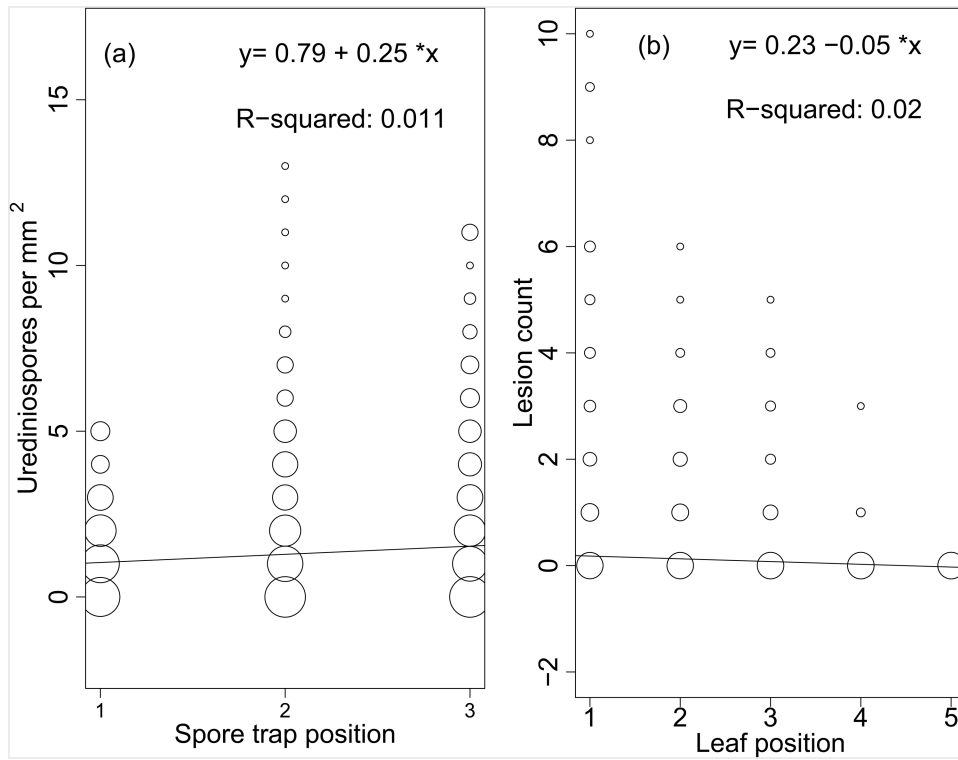 (a)
y= 0.79 + 0.25 *x
R−squared: 0.011
15
10
5
0
Urediniospores per mm 2
1 2 3
Spore trap position
(b)
y= 0.23 −0.05 *x
R−squared: 0.02
10
8
6
4
2
0
−2
Lesion count
1 2 3 4 5
Leaf position